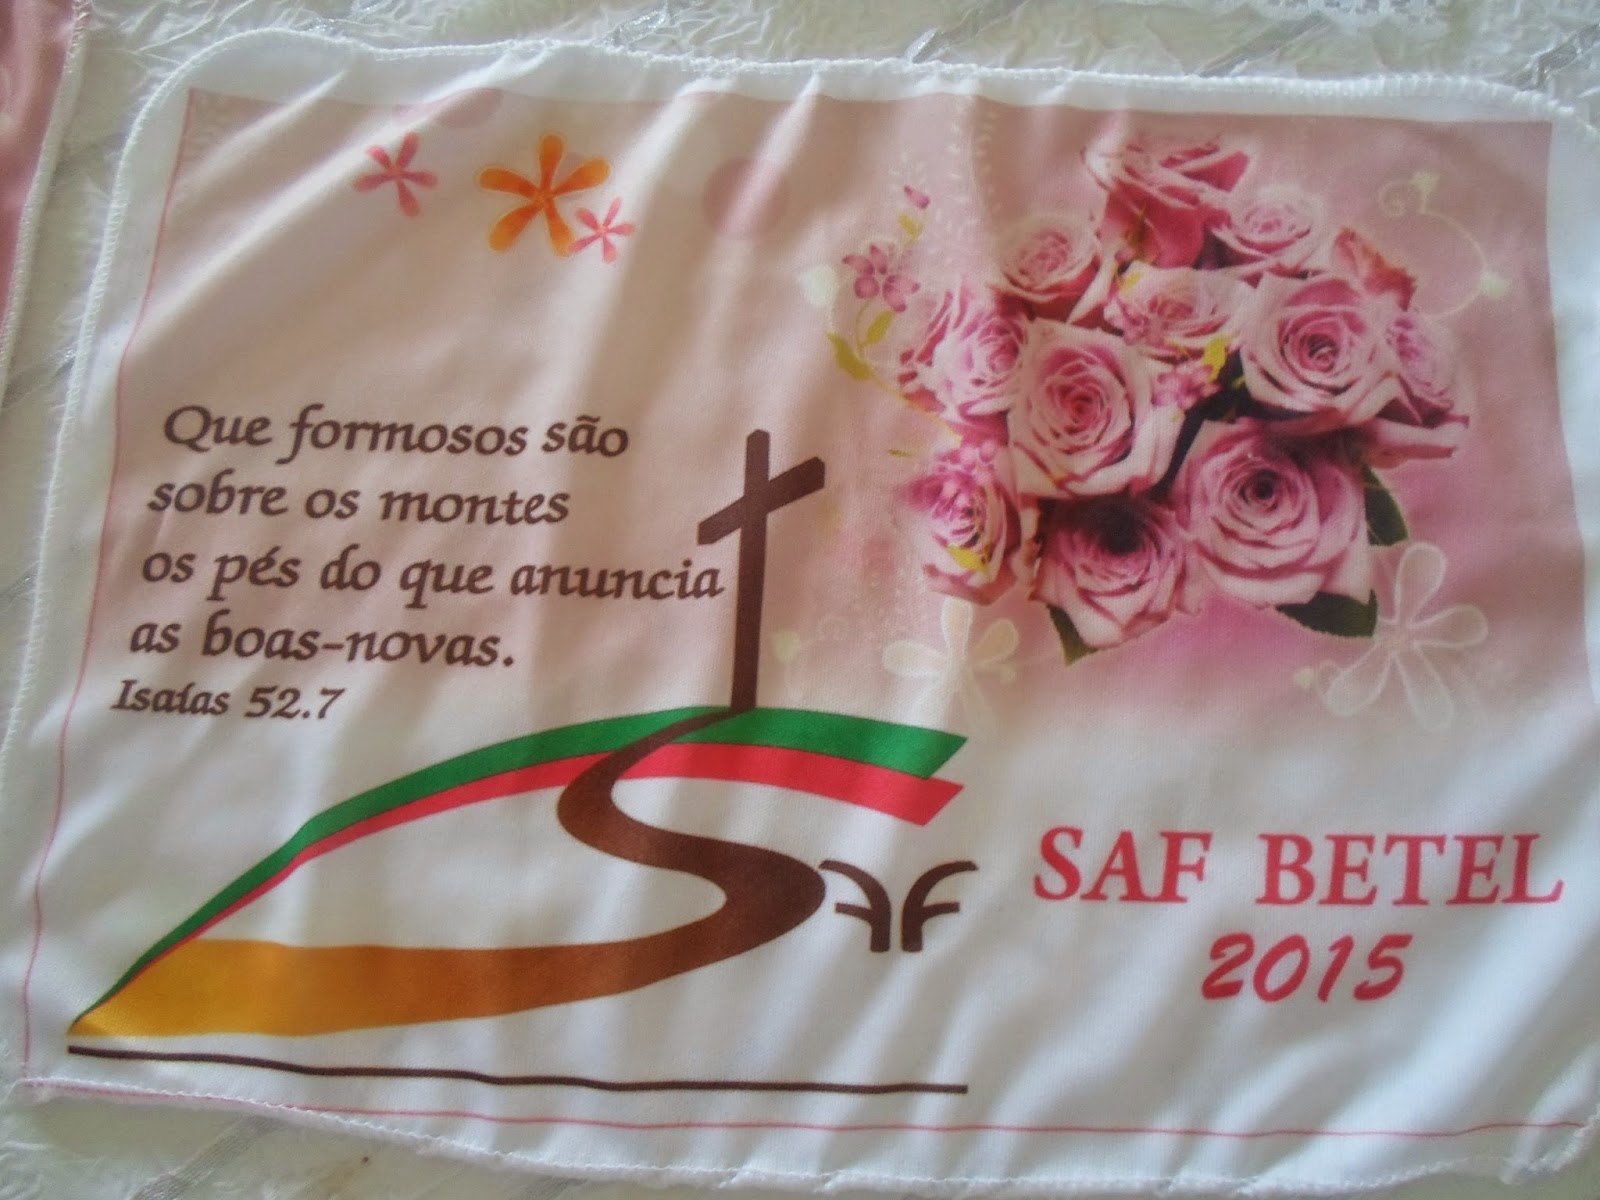 Que formosos são
sobre os montes
os pés do que anuncia
as boas-novas.
Isaías 52.7
SAF
SAF BETEL
2015